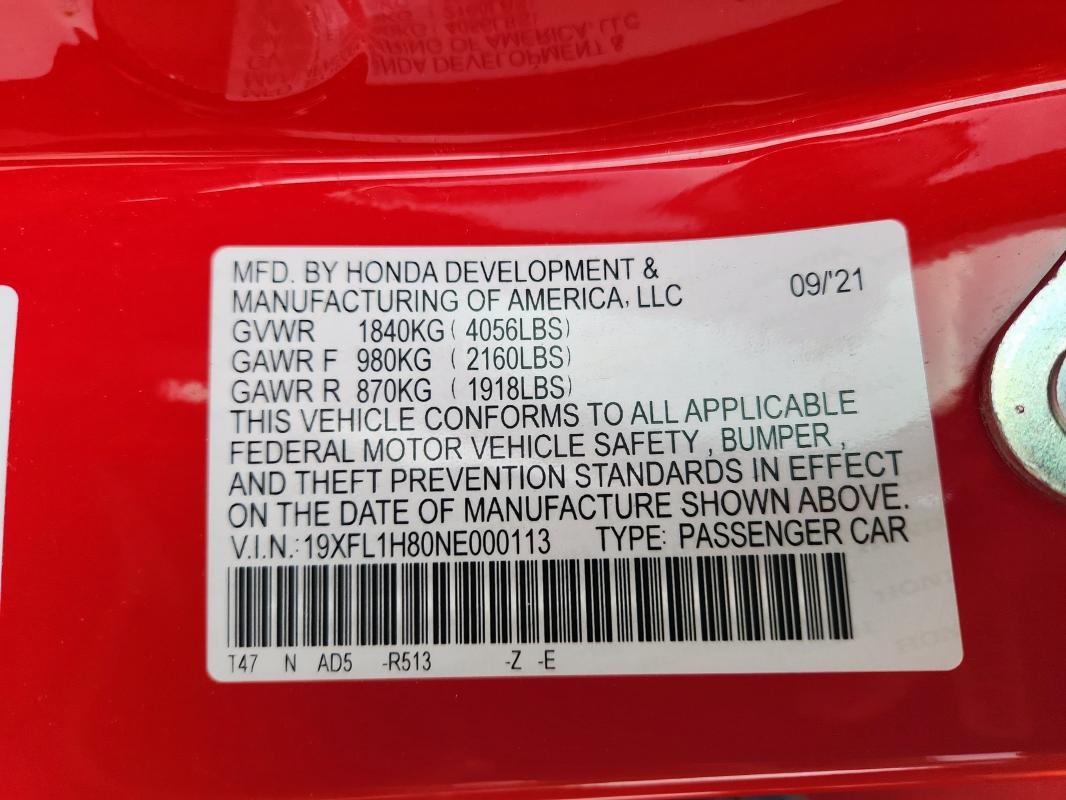 MFD. BY HONDA DEVELOPMENT &
MANUFACTURING OF AMERICA, LLC 09/'21
GVWR 1840KG (4056LBS)
GAWR F 980KG (2160LBS)
GAWR R 870KG (1918LBS)
THIS VEHICLE CONFORMS TO ALL APPLICABLE
FEDERAL MOTOR VEHICLE SAFETY, BUMPER,
AND THEFT PREVENTION STANDARDS IN EFFECT
ON THE DATE OF MANUFACTURE SHOWN ABOVE.
V.I.N.: 19XFL1H80NE000113 TYPE: PASSENGER CAR
T47 N AD5 -R513 -Z -E